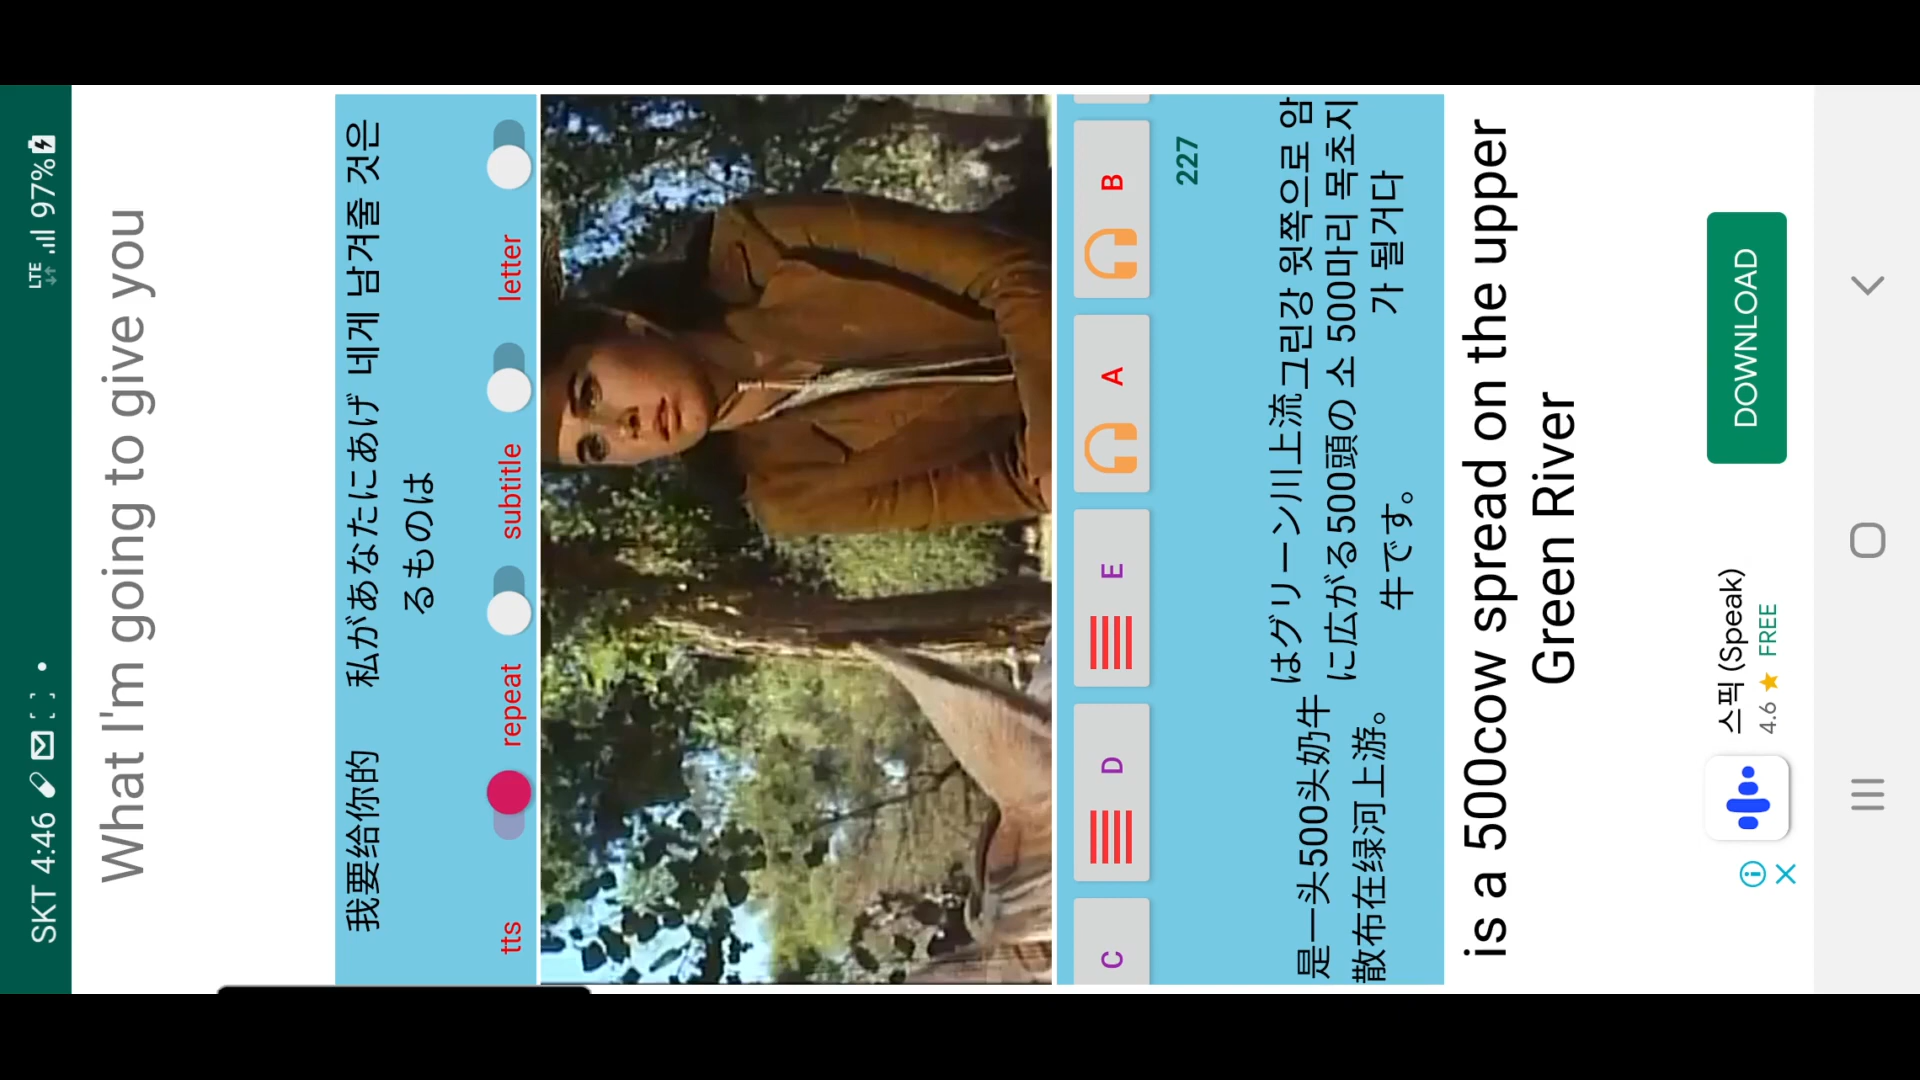 SKT 4:46
LTE 97%
What I'm going to give you
我要给你的
私があなたにあげ
るものは
네게 남겨줄 것은
tts
repeat
subtitle
letter
C
D
E
A
B
227
是一头500头奶牛
散布在绿河上游。
はグリーン川上流
に広がる500頭の
牛です。
그린강 윗쪽으로 암
소 500마리 목초지
가 될거다
is a 500cow spread on the upper
Green River
스픽 (Speak)
4.6 ★ FREE
DOWNLOAD